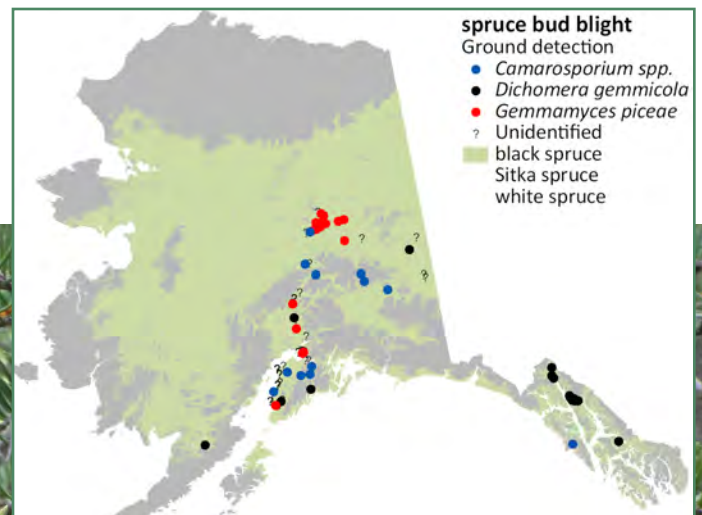 spruce bud blight
Ground detection
Camarosporium spp.
Dichomera gemmicola
Gemmamyces piceae
? Unidentified
black spruce
Sitka spruce
white spruce